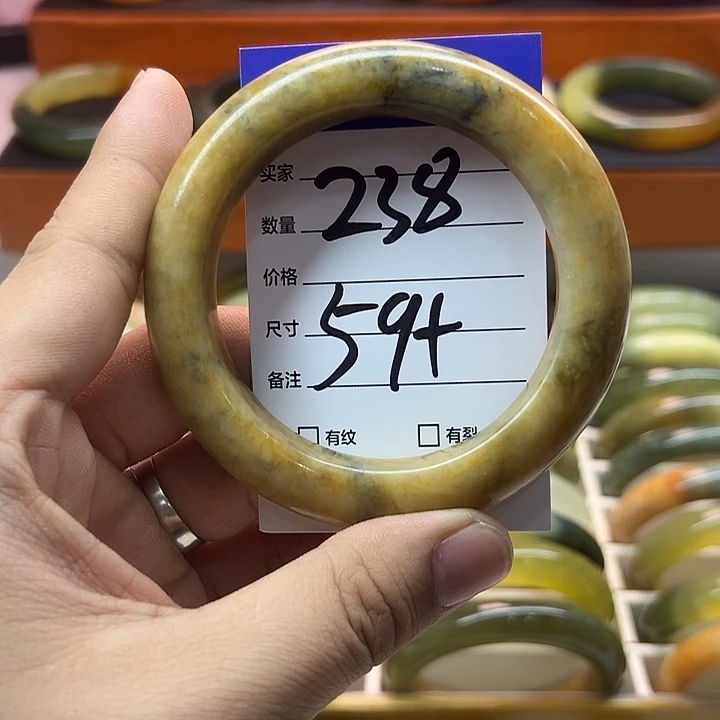 买家
238
数量
价格
59+
尺寸
备注
□ 有纹 □ 有裂